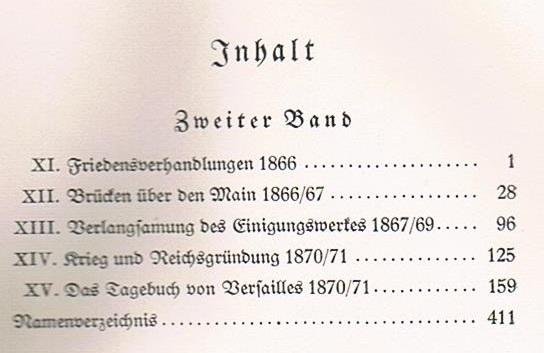 Inhalt
Zweiter Band
XI. Friedensverhandlungen 1866 .................... 1
XII. Brücken über den Main 1866/67 ................. 28
XIII. Verlangsamung des Einigungswerkes 1867/69..... 96
XIV. Krieg und Reichsgründung 1870/71 .............. 125
XV. Das Tagebuch von Versailles 1870/71............ 159
Namenverzeichnis.................................... 411